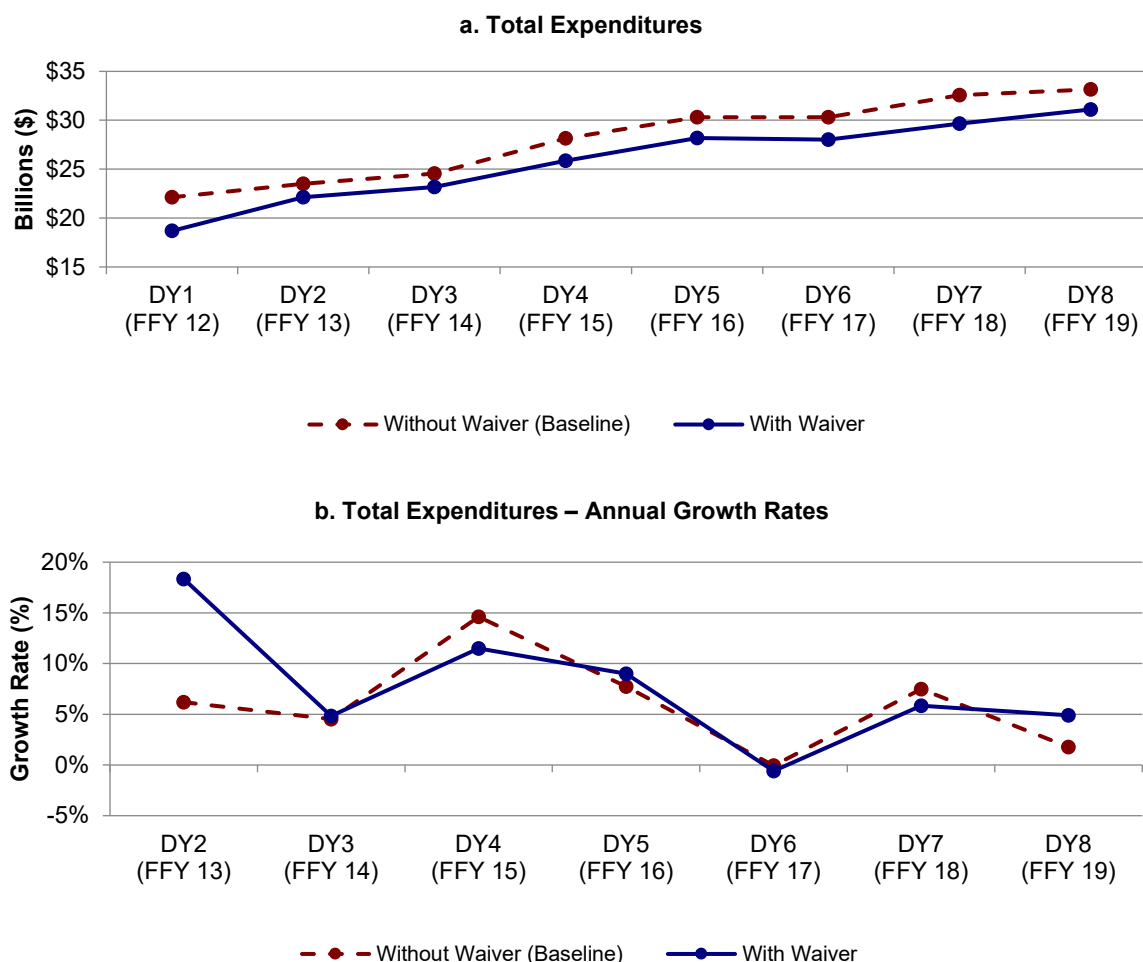 a. Total Expenditures
Billions ($)
$35
$30
$25
$20
$15
DY1 DY2 DY3 DY4 DY5 DY6 DY7 DY8
(FFY 12) (FFY 13) (FFY 14) (FFY 15) (FFY 16) (FFY 17) (FFY 18) (FFY 19)
Without Waiver (Baseline) With Waiver
b. Total Expenditures – Annual Growth Rates
Growth Rate (%)
20%
15%
10%
5%
0%
-5%
DY2 DY3 DY4 DY5 DY6 DY7 DY8
(FFY 13) (FFY 14) (FFY 15) (FFY 16) (FFY 17) (FFY 18) (FFY 19)
Without Waiver (Baseline) With Waiver